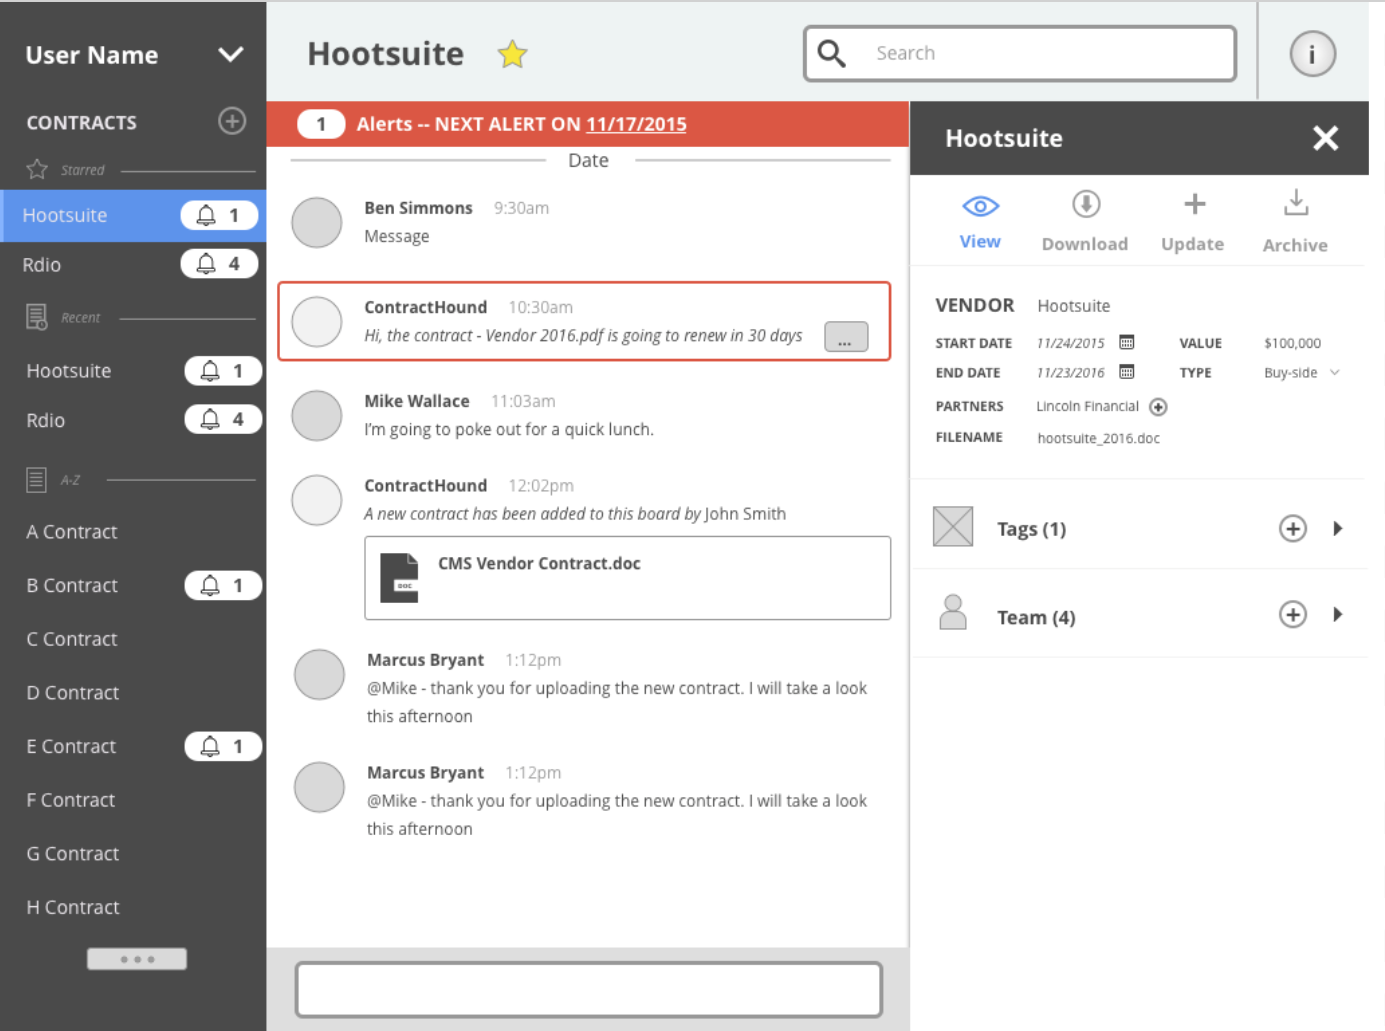 User Name
CONTRACTS
Starred
Hootsuite 1
Rdio 4
Recent
Hootsuite 1
Rdio 4
A-Z
A Contract
B Contract 1
C Contract
D Contract
E Contract 1
F Contract
G Contract
H Contract
Hootsuite
Search
i
1 Alerts -- NEXT ALERT ON 11/17/2015
Date
Ben Simmons 9:30am
Message
ContractHound 10:30am
Hi, the contract - Vendor 2016.pdf is going to renew in 30 days
...
Mike Wallace 11:03am
I'm going to poke out for a quick lunch.
ContractHound 12:02pm
A new contract has been added to this board by John Smith
DOC
CMS Vendor Contract.doc
Marcus Bryant 1:12pm
@Mike - thank you for uploading the new contract. I will take a look
this afternoon
Marcus Bryant 1:12pm
@Mike - thank you for uploading the new contract. I will take a look
this afternoon
Hootsuite
View Download Update Archive
VENDOR Hootsuite
START DATE 11/24/2015 VALUE $100,000
END DATE 11/23/2016 TYPE Buy-side
PARTNERS Lincoln Financial
FILENAME hootsuite_2016.doc
Tags (1)
Team (4)